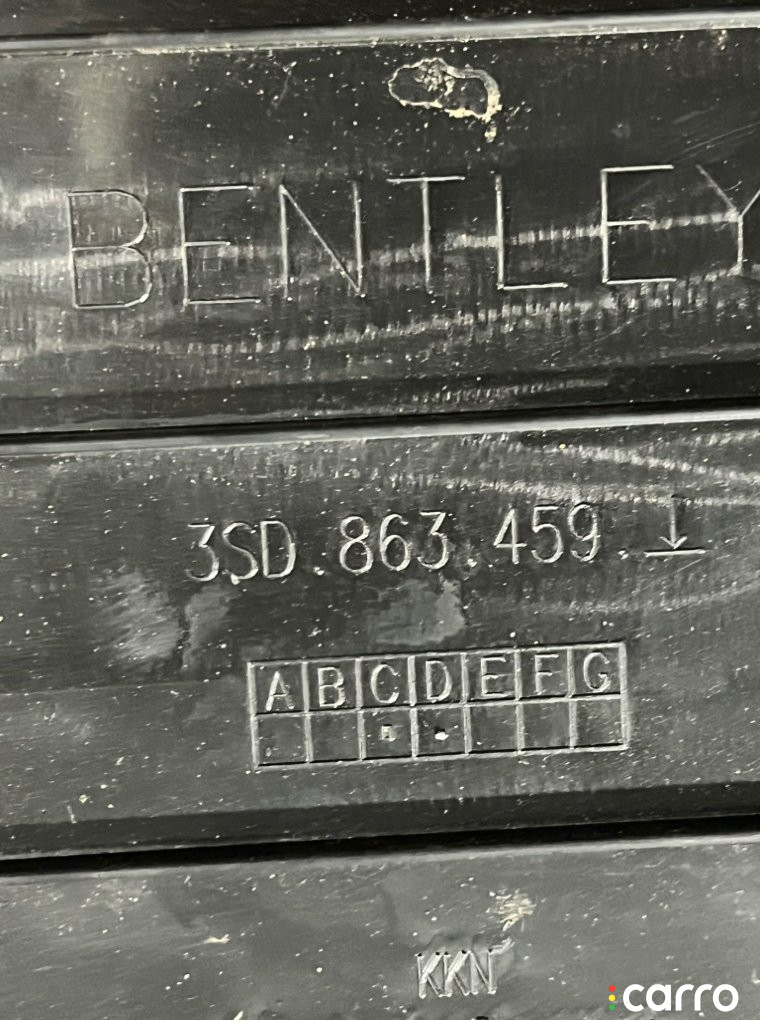 BENTLEY
3SD.863.459.
A B C D E F G
KKN
carro